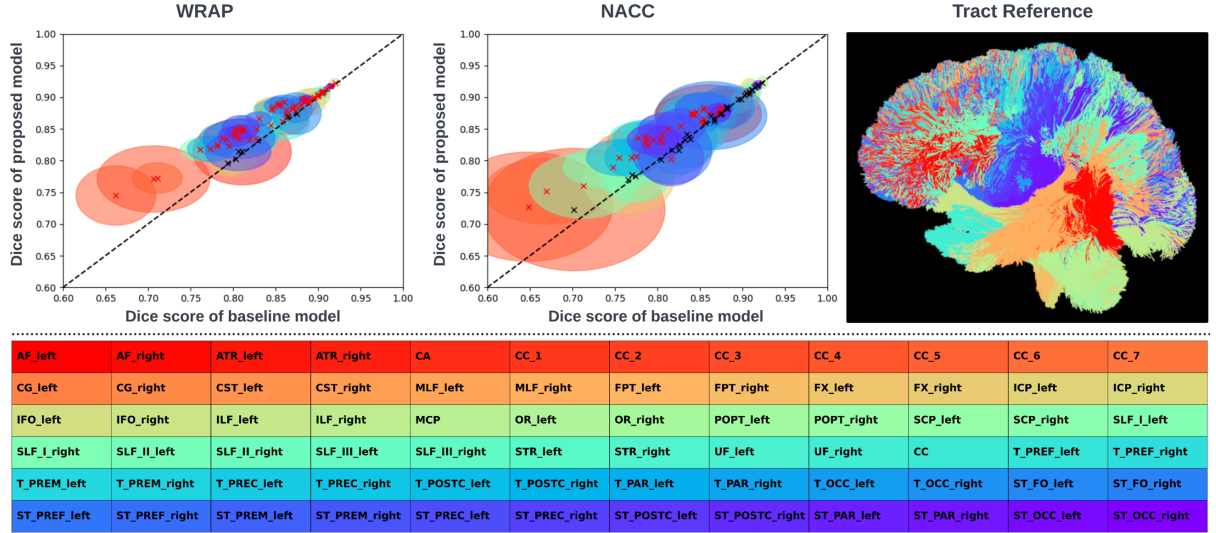 WRAP
NACC
Tract Reference
Dice score of proposed model
1.00
0.95
0.90
0.85
0.80
0.75
0.70
0.65
0.60
0.60 0.65 0.70 0.75 0.80 0.85 0.90 0.95 1.00
Dice score of baseline model
Dice score of proposed model
1.00
0.95
0.90
0.85
0.80
0.75
0.70
0.65
0.60
0.60 0.65 0.70 0.75 0.80 0.85 0.90 0.95 1.00
Dice score of baseline model
AF_left AF_right ATR_left ATR_right CA CC_1 CC_2 CC_3 CC_4 CC_5 CC_6 CC_7
CG_left CG_right CST_left CST_right MLF_left MLF_right FPT_left FPT_right FX_left FX_right ICP_left ICP_right
IFO_left IFO_right ILF_left ILF_right MCP OR_left OR_right POPT_left POPT_right SCP_left SCP_right SLF_I_left
SLF_I_right SLF_II_left SLF_II_right SLF_III_left SLF_III_right STR_left STR_right UF_left UF_right CC T_PREF_left T_PREF_right
T_PREM_left T_PREM_right T_PREC_left T_PREC_right T_POSTC_left T_POSTC_right T_PAR_left T_PAR_right T_OCC_left T_OCC_right ST_FO_left ST_FO_right
ST_PREF_left ST_PREF_right ST_PREM_left ST_PREM_right ST_PREC_left ST_PREC_right ST_POSTC_left ST_POSTC_right ST_PAR_left ST_PAR_right ST_OCC_left ST_OCC_right